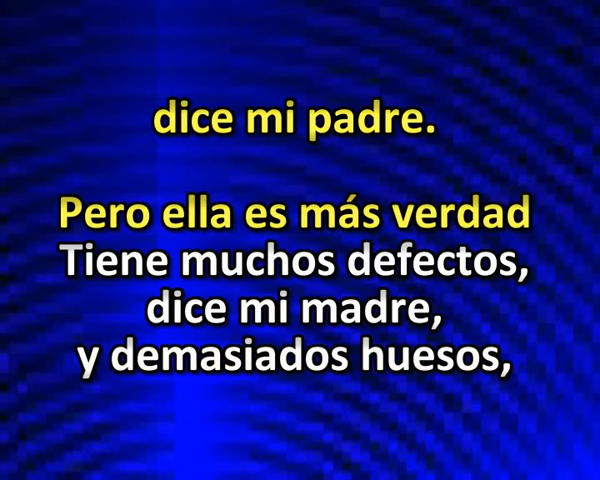 dice mi padre.
Pero ella es más verdad
Tiene muchos defectos,
dice mi madre,
y demasiados huesos,